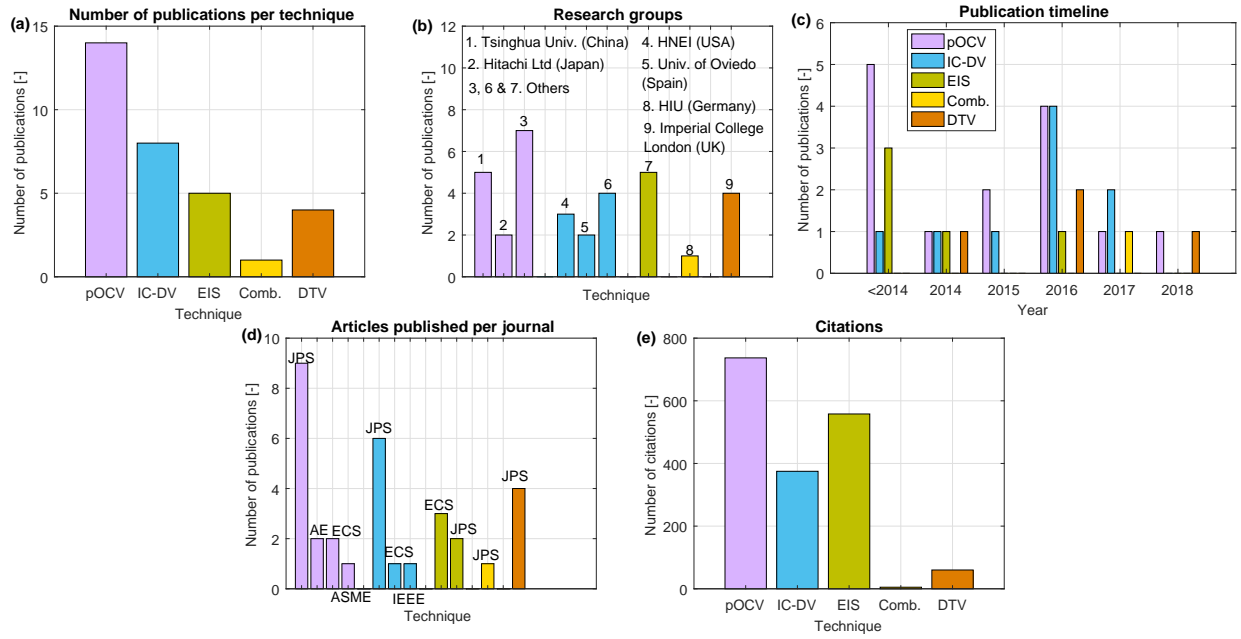 (a)
Number of publications per technique
Number of publications [-]
15
10
5
0
pOCV
IC-DV
EIS
Comb.
DTV
Technique
(b)
Research groups
Number of publications [-]
12
10
8
6
4
2
0
1. Tsinghua Univ. (China)
2. Hitachi Ltd (Japan)
3, 6 & 7. Others
4. HNEI (USA)
5. Univ. of Oviedo
(Spain)
8. HIU (Germany)
9. Imperial College
London (UK)
1
2
3
4
5
6
7
8
9
Technique
(c)
Publication timeline
Number of publications [-]
6
5
4
3
2
1
0
pOCV
IC-DV
EIS
Comb.
DTV
<2014
2014
2015
2016
2017
2018
Year
(d)
Articles published per journal
Number of publications [-]
10
8
6
4
2
0
JPS
AE
ECS
ASME
JPS
ECS
IEEE
ECS
JPS
JPS
JPS
Technique
(e)
Citations
Number of citations [-]
800
600
400
200
0
pOCV
IC-DV
EIS
Comb.
DTV
Technique